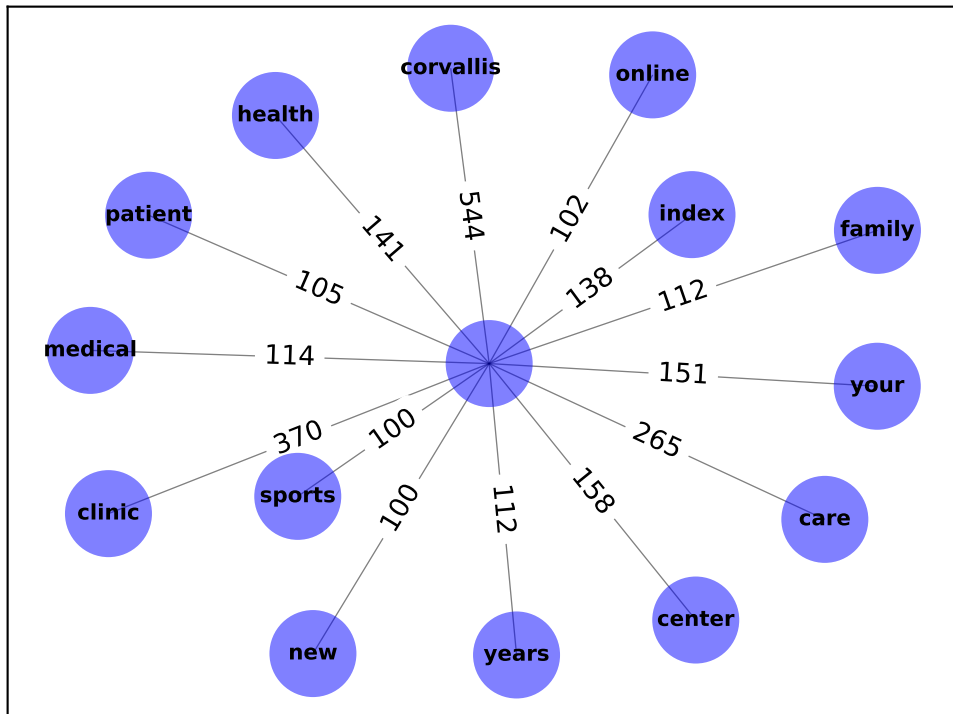 corvallis
online
health
patient
index
family
544
102
141
138
105
112
medical
114
151
your
370
100
265
clinic
sports
100
112
158
care
new
years
center